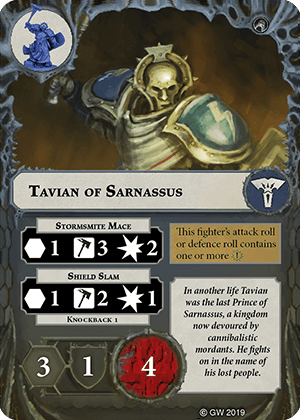 Tavian of Sarnassus
Stormsmite Mace
1 3 2
This fighter's attack roll
or defence roll contains
one or more
Shield Slam
1 2 1
Knockback 1
In another life Tavian
was the last Prince of
Sarnassus, a kingdom
now devoured by
cannibalistic
mordants. He fights
on in the name of
his lost people.
3 1 4
© GW 2019